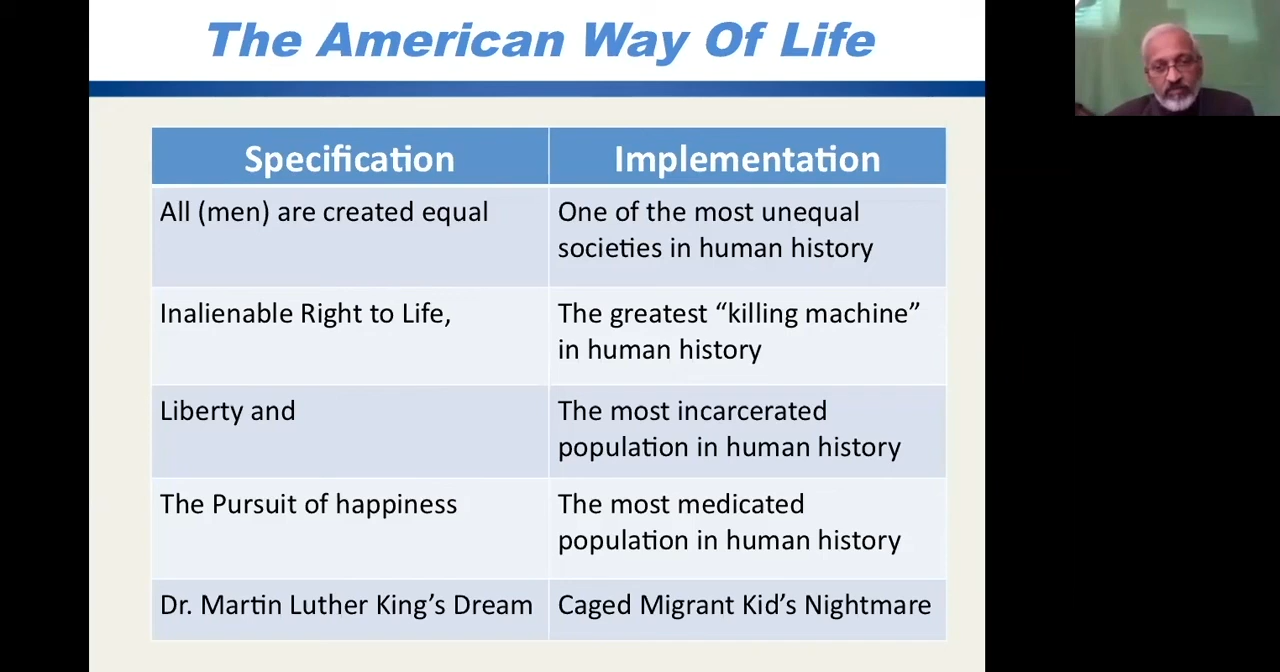 The American Way Of Life
Specification
Implementation
All (men) are created equal
One of the most unequal
societies in human history
Inalienable Right to Life,
The greatest “killing machine”
in human history
Liberty and
The most incarcerated
population in human history
The Pursuit of happiness
The most medicated
population in human history
Dr. Martin Luther King’s Dream
Caged Migrant Kid’s Nightmare